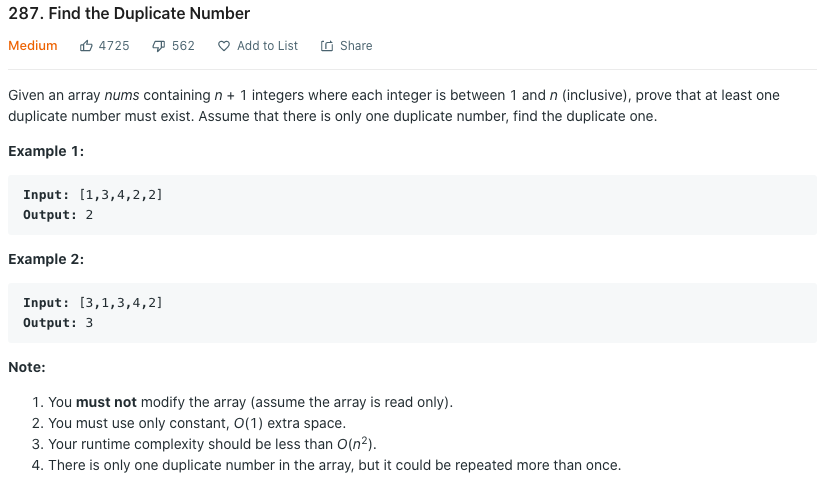 287. Find the Duplicate Number
Medium 4725 562 Add to List Share
Given an array nums containing n + 1 integers where each integer is between 1 and n (inclusive), prove that at least one
duplicate number must exist. Assume that there is only one duplicate number, find the duplicate one.
Example 1:
Input: [1,3,4,2,2]
Output: 2
Example 2:
Input: [3,1,3,4,2]
Output: 3
Note:
1. You must not modify the array (assume the array is read only).
2. You must use only constant, O(1) extra space.
3. Your runtime complexity should be less than O(n²).
4. There is only one duplicate number in the array, but it could be repeated more than once.